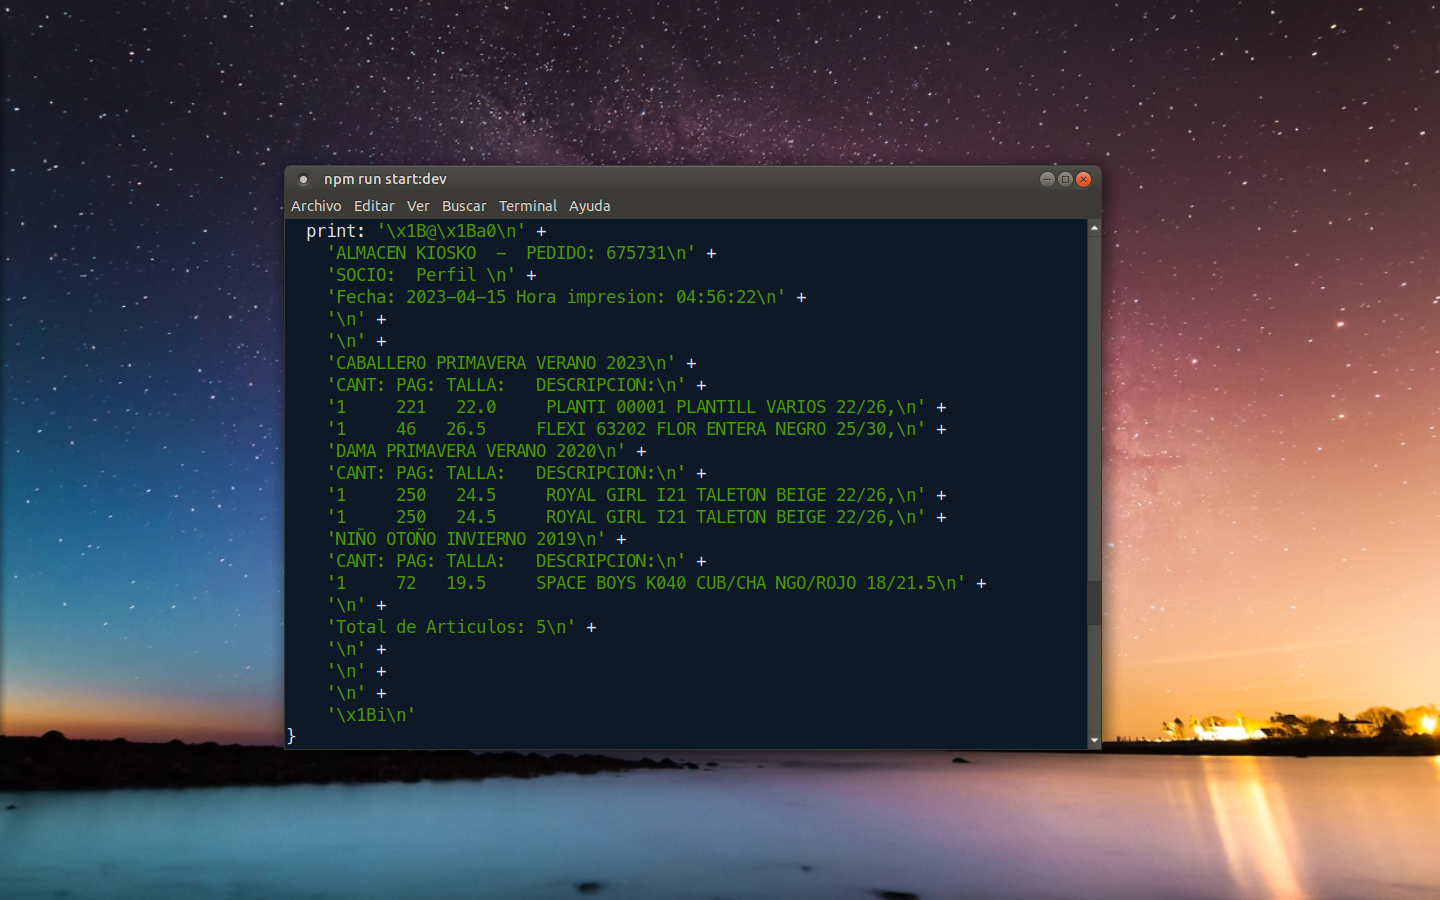 npm run start:dev
Archivo Editar Ver Buscar Terminal Ayuda
print: '\x1B@\x1Ba0\n' +
'ALMACEN KIOSKO  –  PEDIDO: 675731\n' +
'SOCIO:  Perfil \n' +
'Fecha: 2023-04-15 Hora impresion: 04:56:22\n' +
'\n' +
'\n' +
'CABALLERO PRIMAVERA VERANO 2023\n' +
'CANT: PAG: TALLA:   DESCRIPCION:\n' +
'1     221   22.0     PLANTI 00001 PLANTILL VARIOS 22/26,\n' +
'1     46   26.5     FLEXI 63202 FLOR ENTERA NEGRO 25/30,\n' +
'DAMA PRIMAVERA VERANO 2020\n' +
'CANT: PAG: TALLA:   DESCRIPCION:\n' +
'1     250   24.5     ROYAL GIRL I21 TALETON BEIGE 22/26,\n' +
'1     250   24.5     ROYAL GIRL I21 TALETON BEIGE 22/26,\n' +
'NIÑO OTOÑO INVIERNO 2019\n' +
'CANT: PAG: TALLA:   DESCRIPCION:\n' +
'1     72   19.5     SPACE BOYS K040 CUB/CHA NGO/ROJO 18/21.5\n' +
'\n' +
'Total de Articulos: 5\n' +
'\n' +
'\n' +
'\n' +
'\x1Bi\n'
}